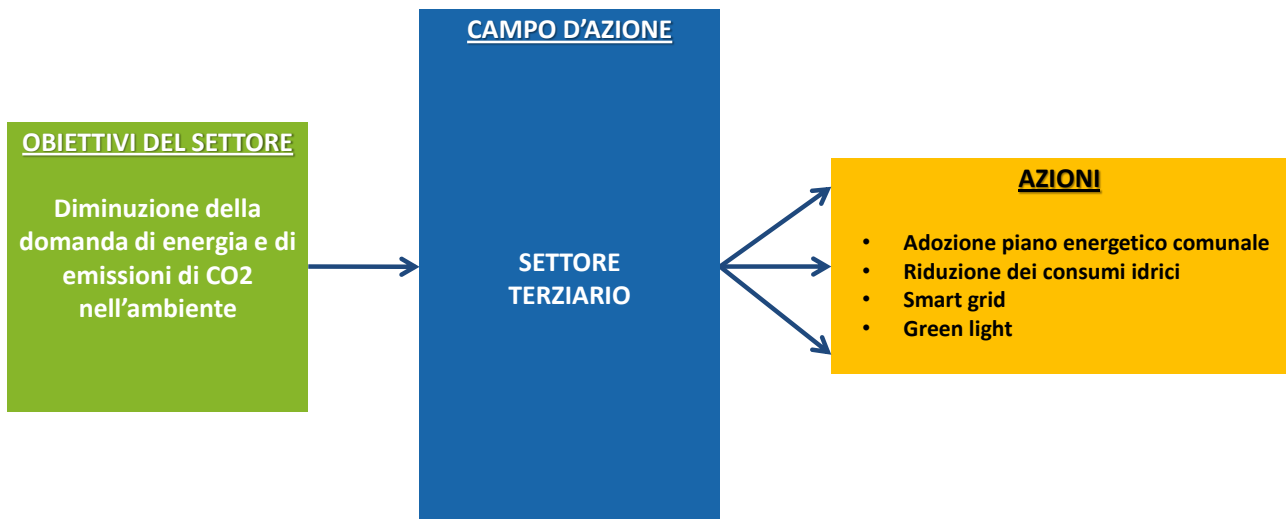 OBIETTIVI DEL SETTORE
Diminuzione della
domanda di energia e di
emissioni di CO2
nell’ambiente
CAMPO D’AZIONE
SETTORE
TERZIARIO
AZIONI
• Adozione piano energetico comunale
• Riduzione dei consumi idrici
• Smart grid
• Green light